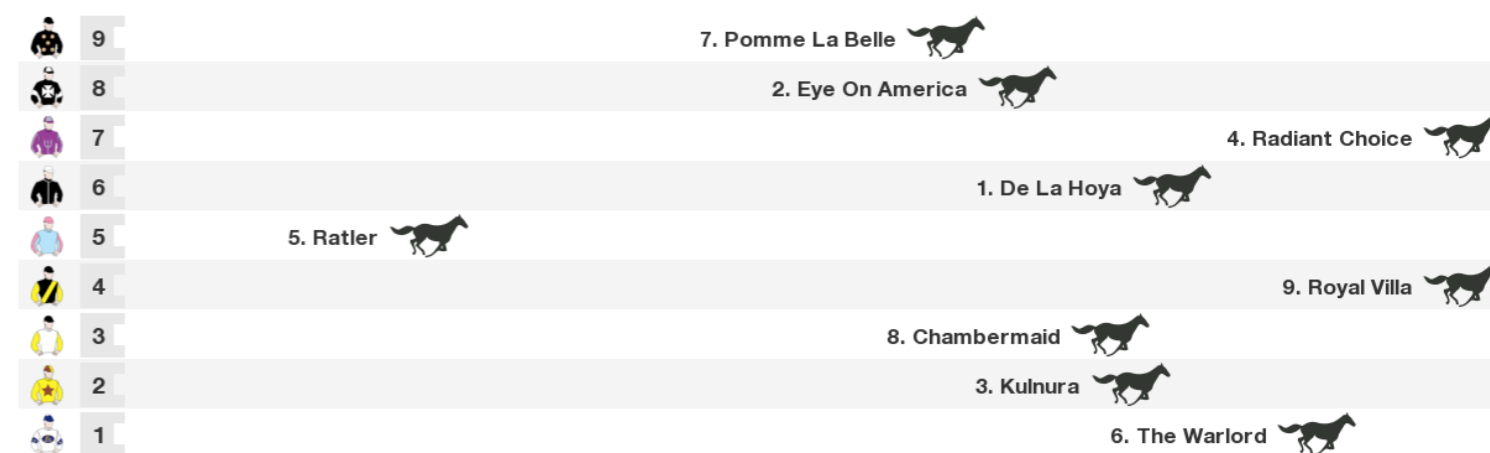 9 7. Pomme La Belle
8 2. Eye On America
7 4. Radiant Choice
6 1. De La Hoya
5 5. Ratler
4 9. Royal Villa
3 8. Chambermaid
2 3. Kulnura
1 6. The Warlord